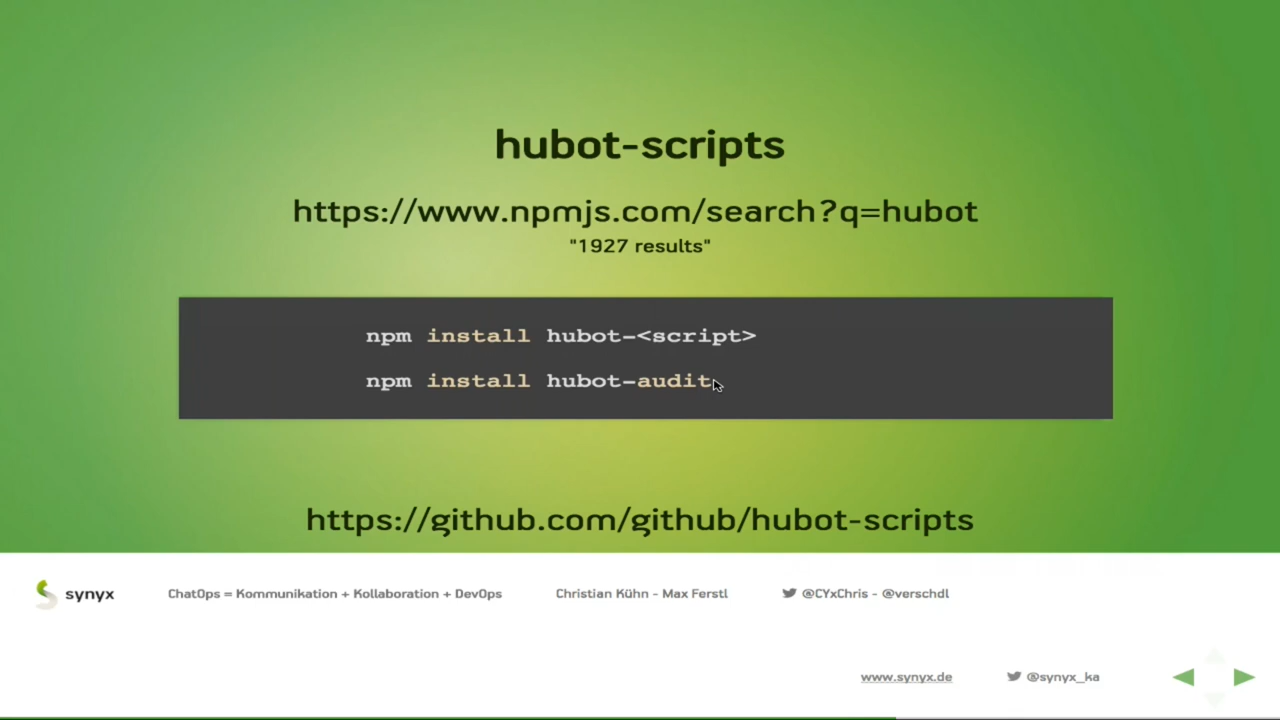 hubot-scripts
https://www.npmjs.com/search?q=hubot
"1927 results"
npm install hubot-<script>
npm install hubot-audit
https://github.com/github/hubot-scripts
synyx
ChatOps = Kommunikation + Kollaboration + DevOps
Christian Kühn - Max Ferstl
@CYxChris - @verschdl
www.synyx.de
@synyx_ka